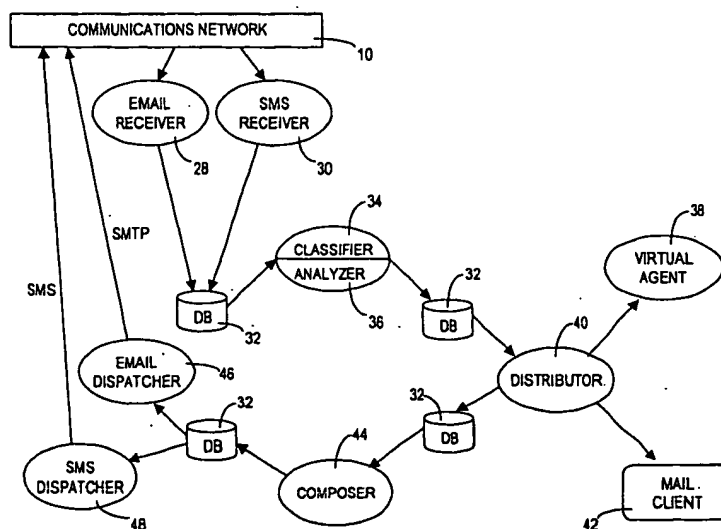 COMMUNICATIONS NETWORK
10
EMAIL
RECEIVER
28
SMS
RECEIVER
30
34
CLASSIFIER
ANALYZER
36
38
VIRTUAL
AGENT
SMTP
SMS
DB
32
32
DB
40
DISTRIBUTOR
EMAIL
DISPATCHER
46
32
DB
32
DB
44
COMPOSER
SMS
DISPATCHER
48
MAIL
CLIENT
42